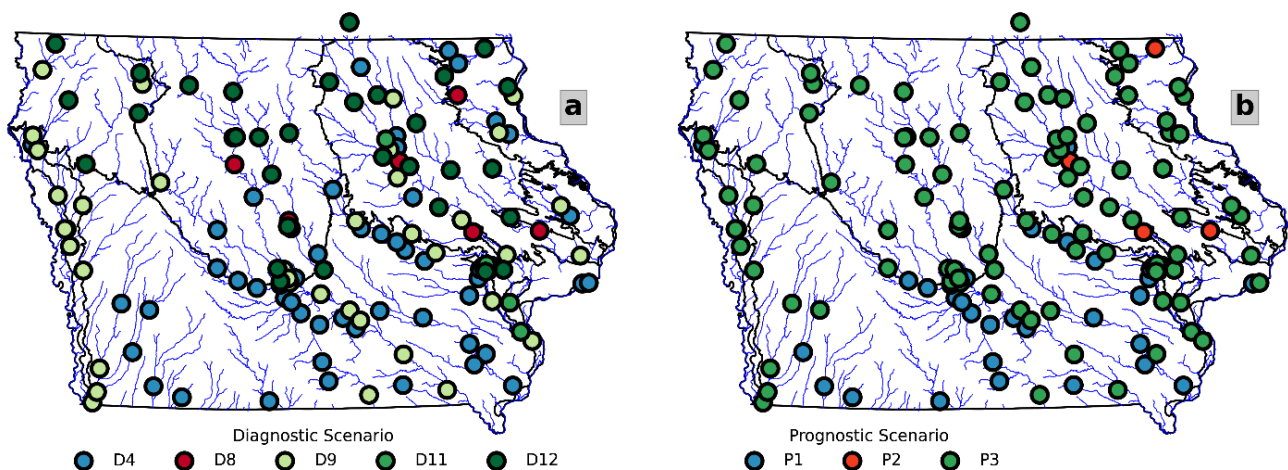 a
b
Diagnostic Scenario
D4 D8 D9 D11 D12
Prognostic Scenario
P1 P2 P3